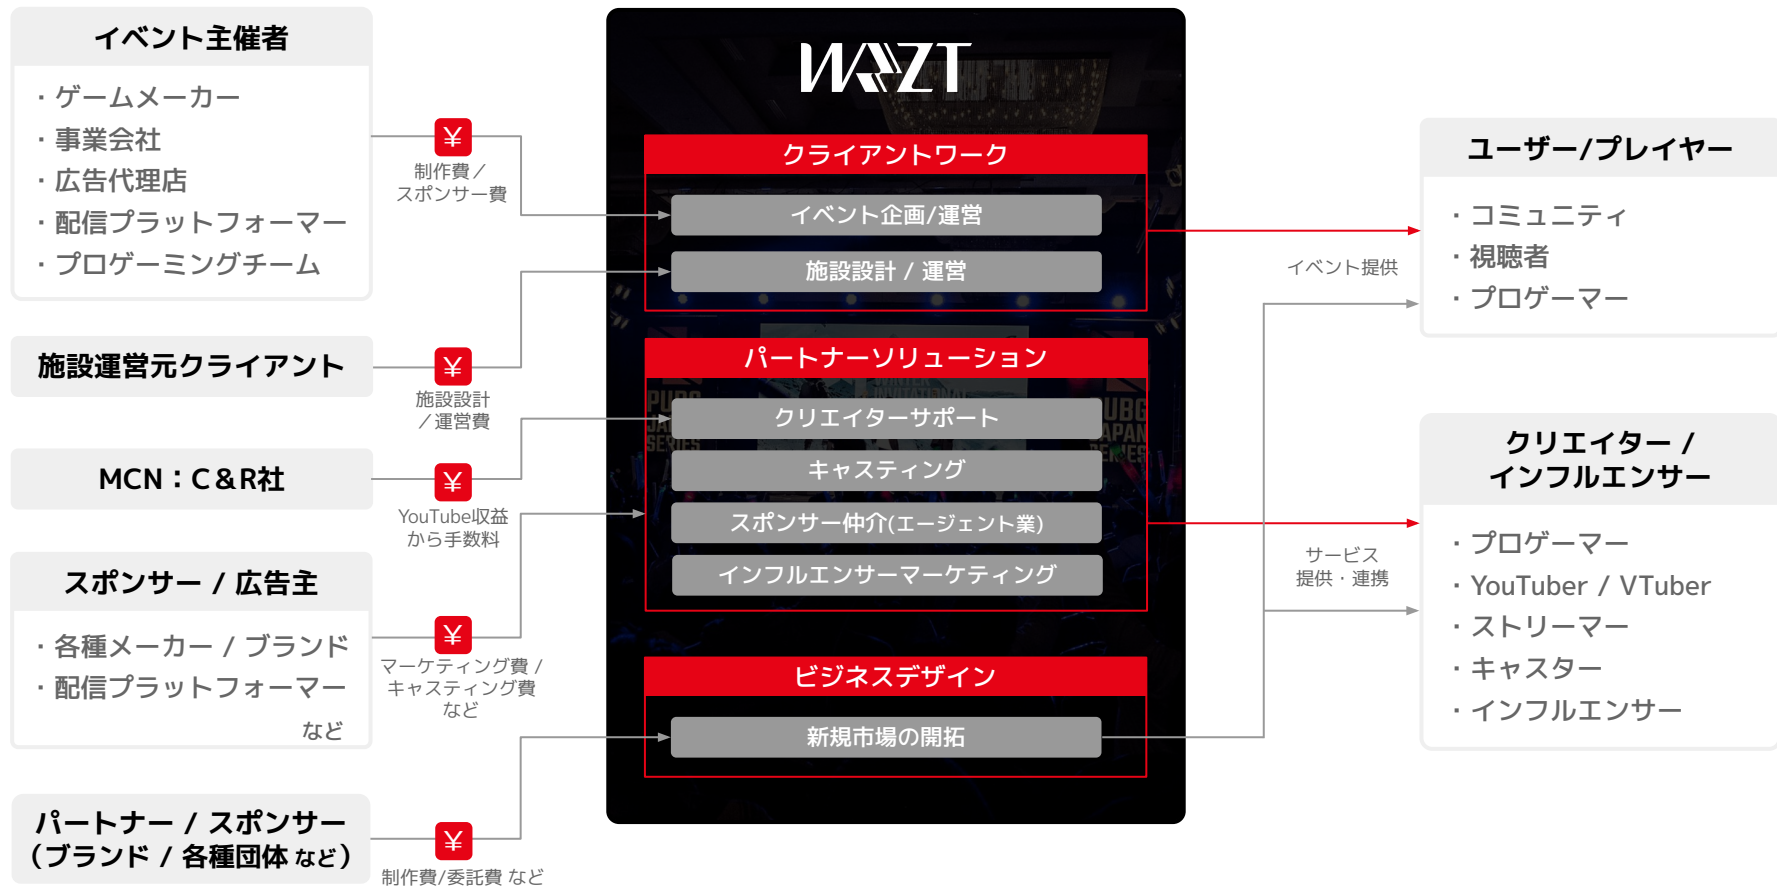 イベント主催者
・ゲームメーカー
・事業会社
・広告代理店
・配信プラットフォーマー
・プロゲーミングチーム
¥
制作費／
スポンサー費
施設運営元クライアント
¥
施設設計
／運営費
MCN：C＆R社
¥
YouTube収益
から手数料
スポンサー / 広告主
・各種メーカー / ブランド
・配信プラットフォーマー
など
¥
マーケティング費 /
キャスティング費
など
パートナー / スポンサー
（ブランド / 各種団体 など）
¥
制作費/委託費 など
WRZT
クライアントワーク
イベント企画/運営
施設設計 / 運営
パートナーソリューション
クリエイターサポート
キャスティング
スポンサー仲介(エージェント業)
インフルエンサーマーケティング
PUBG
JAPAN
SERIES
ビジネスデザイン
新規市場の開拓
イベント提供
サービス
提供・連携
ユーザー/プレイヤー
・コミュニティ
・視聴者
・プロゲーマー
クリエイター /
インフルエンサー
・プロゲーマー
・YouTuber / VTuber
・ストリーマー
・キャスター
・インフルエンサー